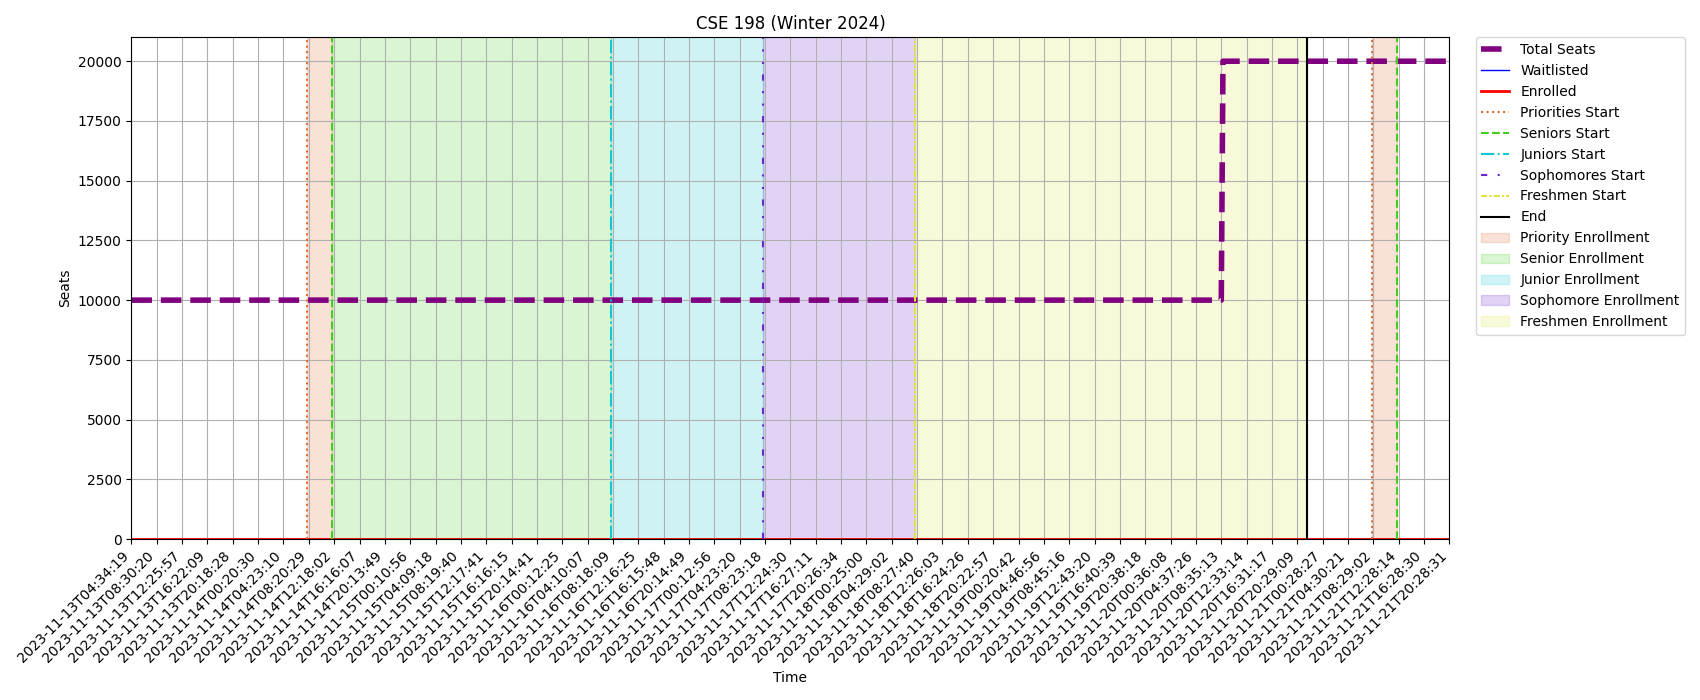 CSE 198 (Winter 2024)
Seats
20000
17500
15000
12500
10000
7500
5000
2500
0
2023-11-13T04:34:19
2023-11-13T08:30:20
2023-11-13T12:25:57
2023-11-13T16:22:09
2023-11-13T20:18:28
2023-11-14T00:20:30
2023-11-14T04:23:10
2023-11-14T08:20:29
2023-11-14T12:18:02
2023-11-14T16:16:07
2023-11-14T20:13:49
2023-11-15T00:10:56
2023-11-15T04:09:18
2023-11-15T08:19:40
2023-11-15T12:17:41
2023-11-15T16:16:15
2023-11-15T20:14:41
2023-11-16T00:12:25
2023-11-16T04:10:07
2023-11-16T08:18:09
2023-11-16T12:16:25
2023-11-16T16:15:48
2023-11-16T20:14:49
2023-11-17T00:12:56
2023-11-17T04:23:20
2023-11-17T08:23:18
2023-11-17T12:24:30
2023-11-17T16:27:11
2023-11-17T20:26:34
2023-11-18T00:25:00
2023-11-18T04:29:02
2023-11-18T08:27:40
2023-11-18T12:26:03
2023-11-18T16:24:26
2023-11-18T20:22:57
2023-11-19T00:20:42
2023-11-19T04:46:56
2023-11-19T08:45:16
2023-11-19T12:43:20
2023-11-19T16:40:39
2023-11-19T20:38:18
2023-11-20T00:36:08
2023-11-20T04:37:26
2023-11-20T08:35:13
2023-11-20T12:33:14
2023-11-20T16:31:17
2023-11-20T20:29:09
2023-11-21T00:28:27
2023-11-21T04:30:21
2023-11-21T08:29:02
2023-11-21T12:28:14
2023-11-21T16:28:30
2023-11-21T20:28:31
Time
Total Seats
Waitlisted
Enrolled
Priorities Start
Seniors Start
Juniors Start
Sophomores Start
Freshmen Start
End
Priority Enrollment
Senior Enrollment
Junior Enrollment
Sophomore Enrollment
Freshmen Enrollment